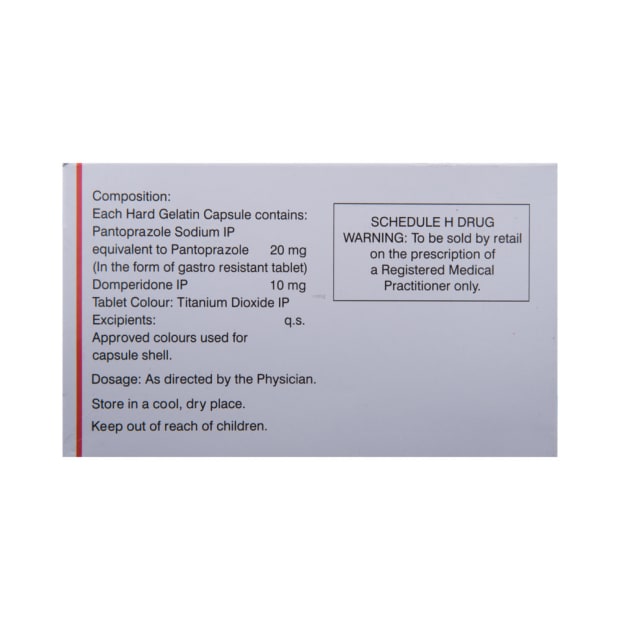 Composition:
Each Hard Gelatin Capsule contains:
Pantoprazole Sodium IP
equivalent to Pantoprazole 20 mg
(In the form of gastro resistant tablet)
Domperidone IP 10 mg
Tablet Colour: Titanium Dioxide IP
Excipients: q.s.
Approved colours used for
capsule shell.
Dosage: As directed by the Physician.
Store in a cool, dry place.
Keep out of reach of children.
SCHEDULE H DRUG
WARNING: To be sold by retail
on the prescription of
a Registered Medical
Practitioner only.